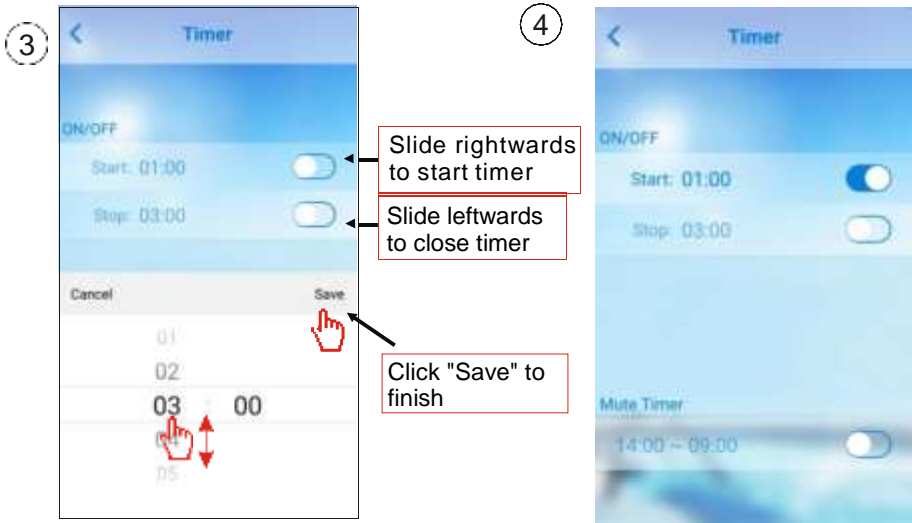 3
Timer
ON/OFF
Start: 01:00
Stop: 03:00
Cancel Save
01
02
03 : 00
04
05
Slide rightwards
to start timer
Slide leftwards
to close timer
Click "Save" to
finish
4
Timer
ON/OFF
Start: 01:00
Stop: 03:00
Mute Timer
14:00 ~ 09:00